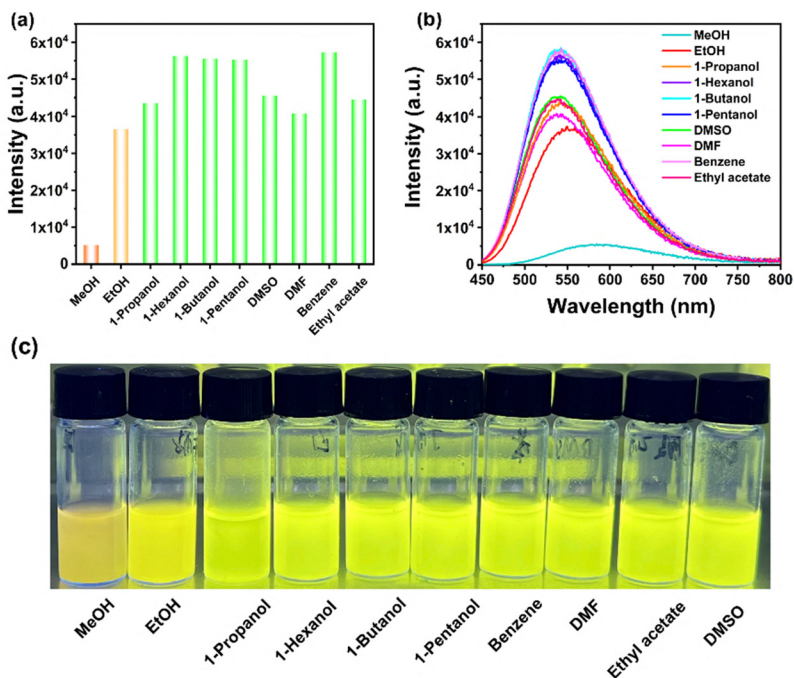 (a)
Intensity (a.u.)
6x10⁴
5x10⁴
4x10⁴
3x10⁴
2x10⁴
1x10⁴
0
MeOH
EtOH
1-Propanol
1-Hexanol
1-Butanol
1-Pentanol
DMSO
DMF
Benzene
Ethyl acetate
(b)
Intensity (a.u.)
6x10⁴
5x10⁴
4x10⁴
3x10⁴
2x10⁴
1x10⁴
0
MeOH
EtOH
1-Propanol
1-Hexanol
1-Butanol
1-Pentanol
DMSO
DMF
Benzene
Ethyl acetate
450 500 550 600 650 700 750 800
Wavelength (nm)
(c)
MeOH
EtOH
1-Propanol
1-Hexanol
1-Butanol
1-Pentanol
Benzene
DMF
Ethyl acetate
DMSO